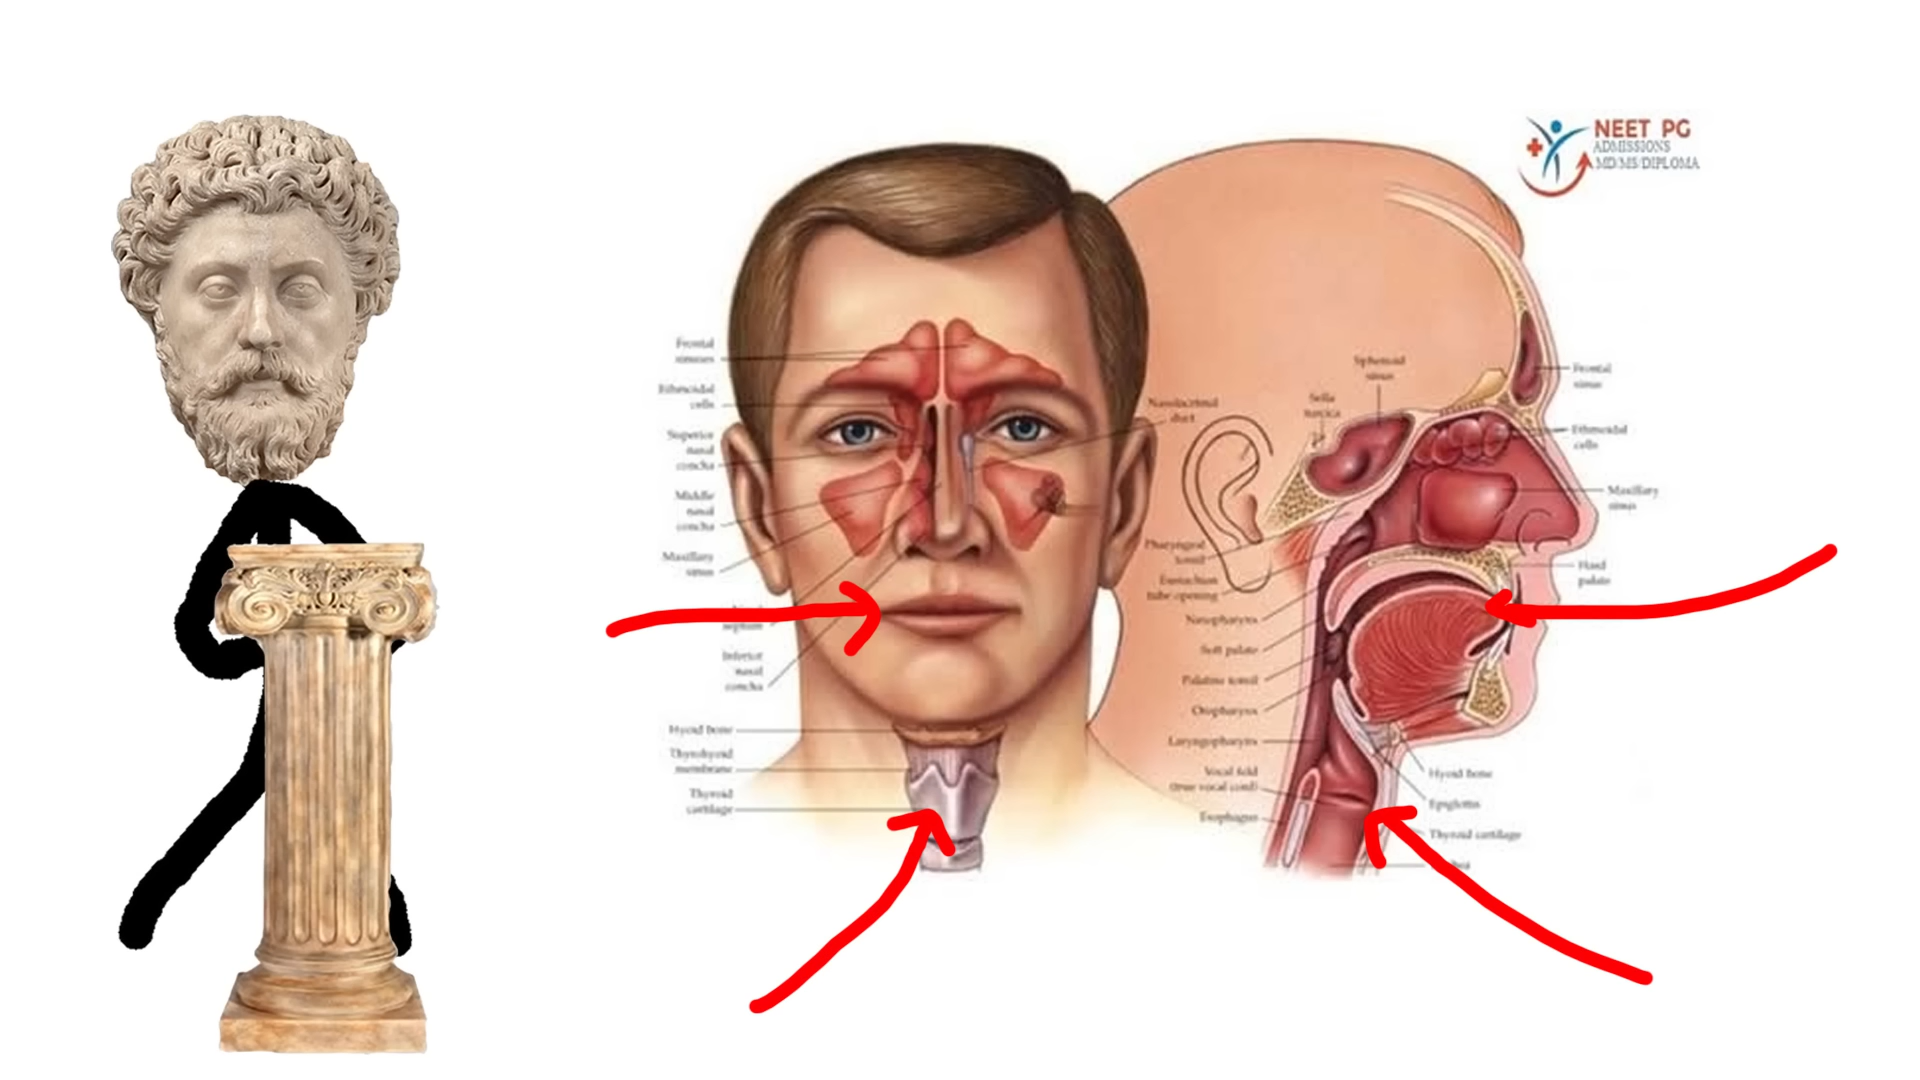 NEET PG
ADMISSIONS
MD/MS/DIPLOMA
Frontal
sinuses
Ethmoidal
cells
Superior
nasal
concha
Middle
nasal
concha
Maxillary
sinus
Nasal
septum
Inferior
nasal
concha
Hyoid bone
Thyrohyoid
membrane
Thyroid
cartilage
Nasolacrimal
duct
Sphenoid
sinus
Sella
turcica
Pharyngeal
tonsil
Eustachian
tube opening
Nasopharynx
Soft palate
Palatine tonsil
Oropharynx
Laryngopharynx
Vocal fold
(true vocal cord)
Esophagus
Frontal
sinus
Ethmoidal
cells
Maxillary
sinus
Hard
palate
Hyoid bone
Epiglottis
Thyroid cartilage